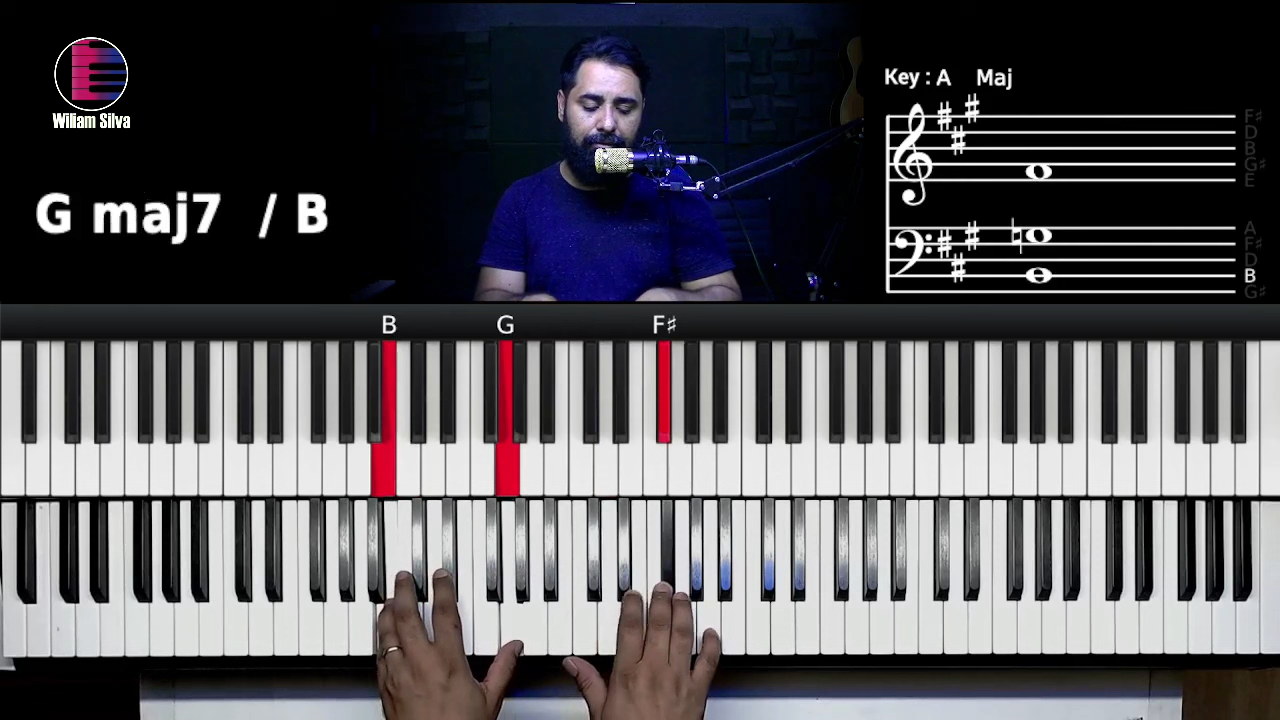 Wiliam Silva
G maj7 / B
Key : A Maj
F♯
D
B
G♯
E
A
F♯
D
B
G♯
B G F♯